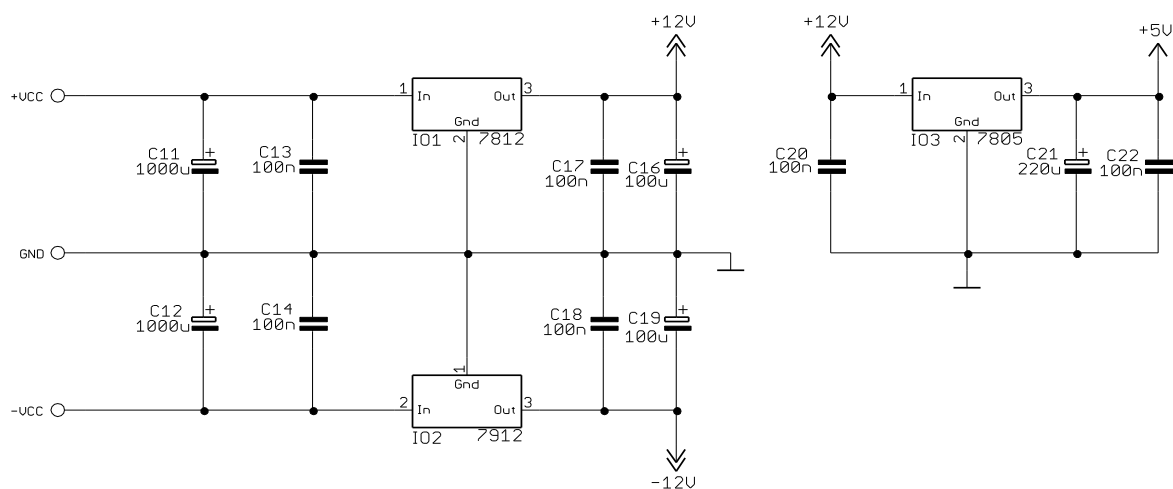 +12V
+12V
+5V
+VCC
1
In
Out
3
Gnd
2
IO1
7812
1
In
Out
3
Gnd
2
IO3
7805
C11
+
1000u
C13
100n
C17
100n
C16
+
100u
C20
100n
C21
+
220u
C22
100n
GND
C12
+
1000u
C14
100n
C18
100n
C19
+
100u
-VCC
1
Gnd
2
In
Out
3
IO2
7912
-12V